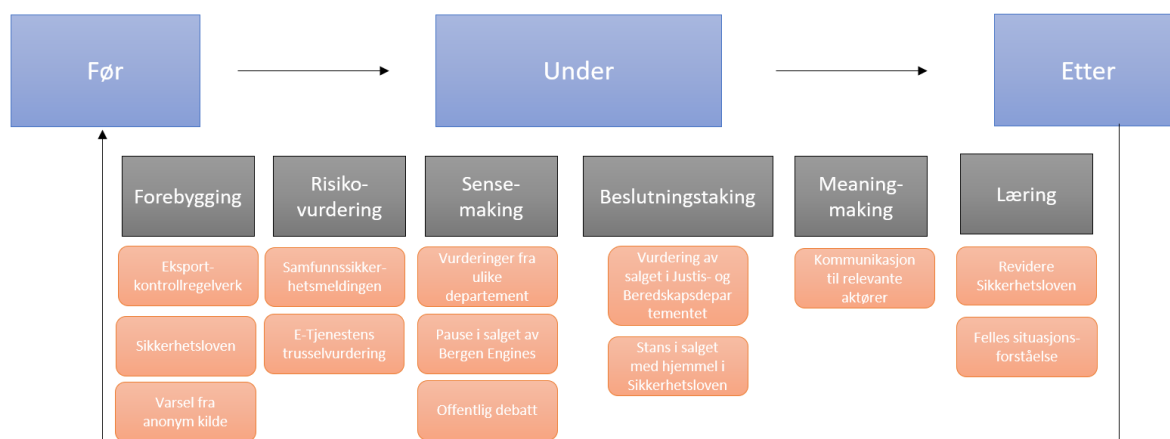 Før
Under
Etter
Forebygging
Risiko-
vurdering
Sense-
making
Beslutningstaking
Meaning-
making
Læring
Eksport-
kontrollregelverk
Sikkerhetsloven
Varsel fra
anonym kilde
Samfunnssikker-
hetsmeldingen
E-Tjenestens
trusselvurdering
Vurderinger fra
ulike
departement
Pause i salget av
Bergen Engines
Offentlig debatt
Vurdering av
salget i Justis- og
Beredskapsdepar
tementet
Stans i salget
med hjemmel i
Sikkerhetsloven
Kommunikasjon
til relevante
aktører
Revidere
Sikkerhetsloven
Felles situasjons-
forståelse